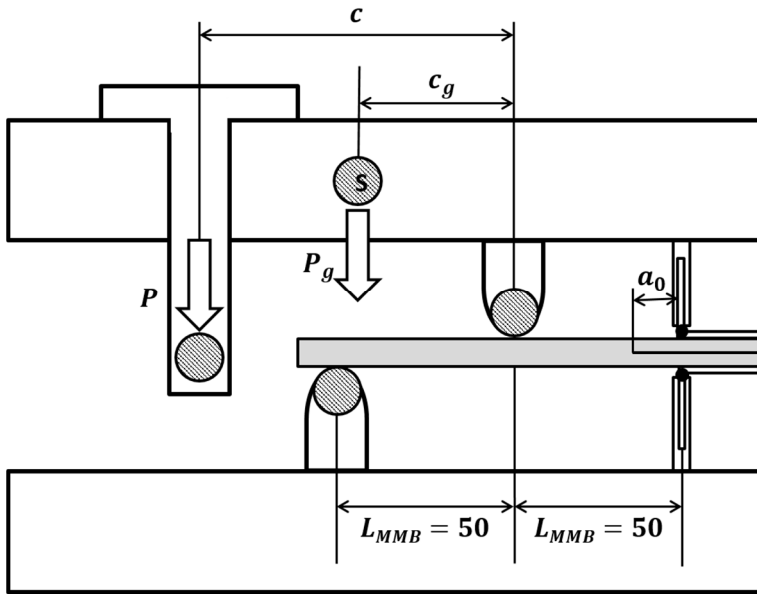 c
c_g
S
P_g
P
a_0
L_MMB = 50
L_MMB = 50